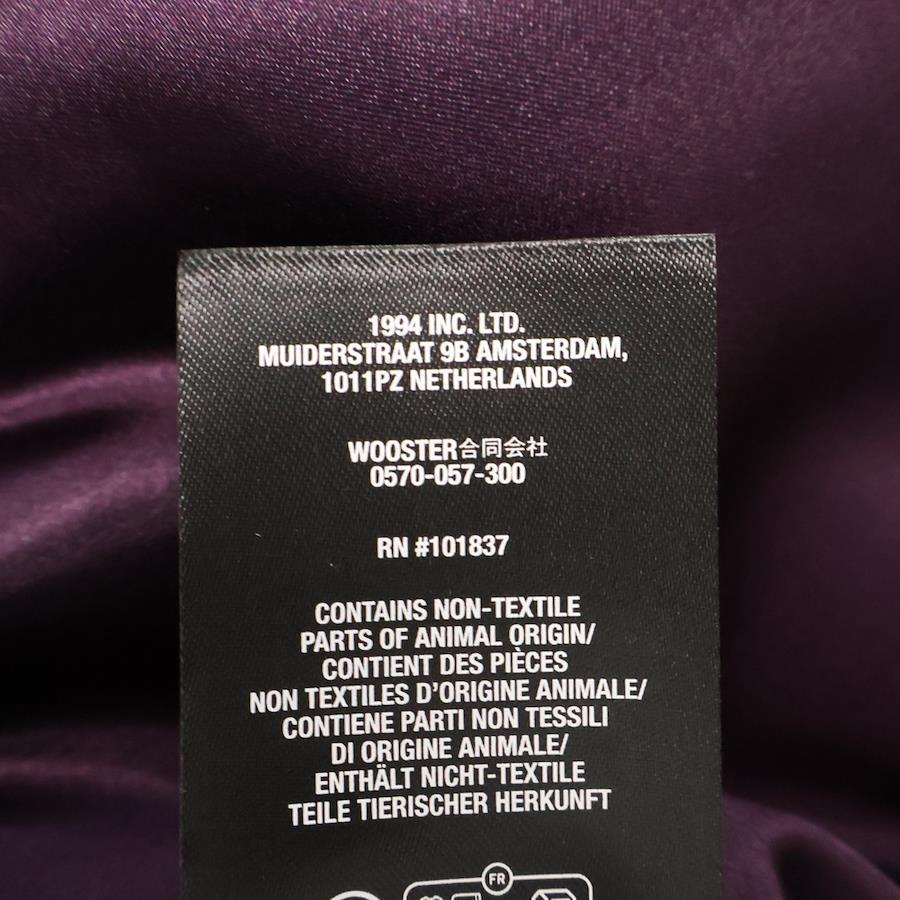 1994 INC. LTD.
MUIDERSTRAAT 9B AMSTERDAM,
1011PZ NETHERLANDS
WOOSTER合同会社
0570-057-300
RN #101837
CONTAINS NON-TEXTILE
PARTS OF ANIMAL ORIGIN/
CONTIENT DES PIÈCES
NON TEXTILES D'ORIGINE ANIMALE/
CONTIENE PARTI NON TESSILI
DI ORIGINE ANIMALE/
ENTHÄLT NICHT-TEXTILE
TEILE TIERISCHER HERKUNFT
FR